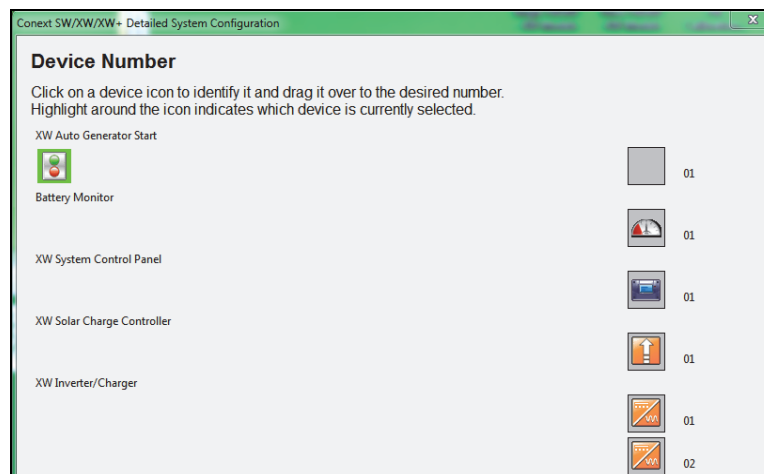 Conext SW/XW/XW+ Detailed System Configuration
Device Number
Click on a device icon to identify it and drag it over to the desired number.
Highlight around the icon indicates which device is currently selected.
XW Auto Generator Start
01
Battery Monitor
01
XW System Control Panel
01
XW Solar Charge Controller
01
XW Inverter/Charger
01
02